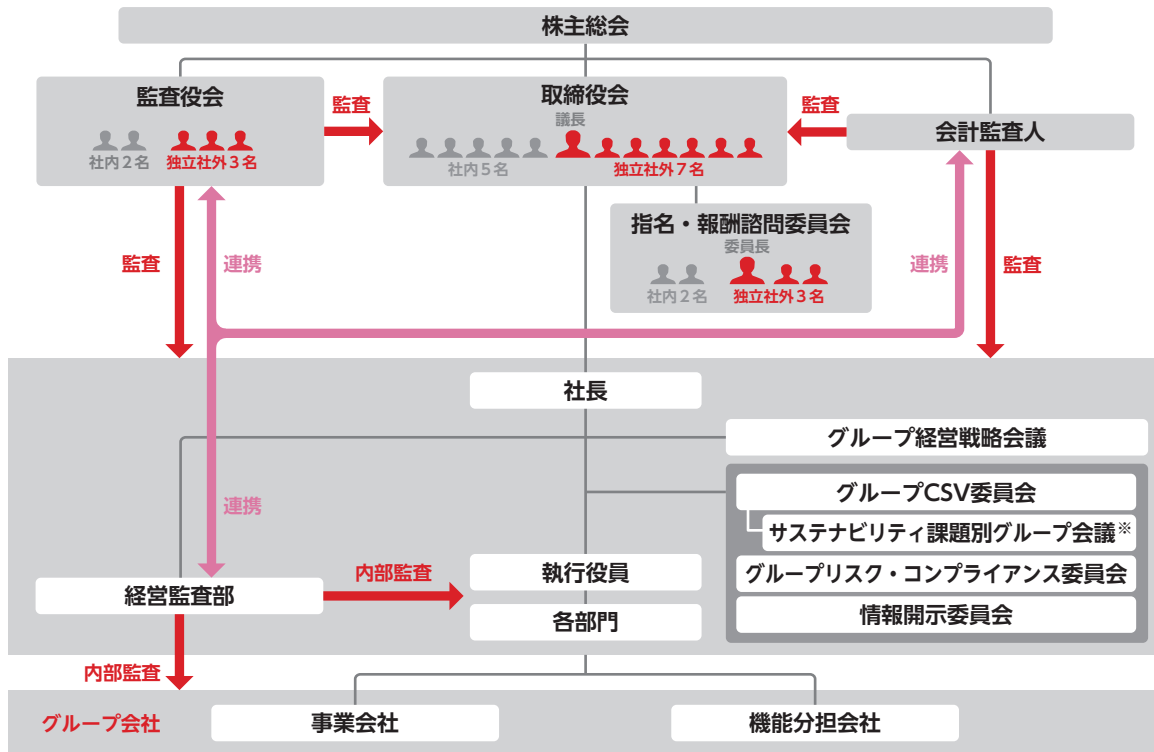 株主総会
監査役会
社内2名
独立社外3名
監査
取締役会
議長
社内5名
独立社外7名
監査
会計監査人
指名・報酬諮問委員会
委員長
社内2名
独立社外3名
監査
連携
連携
監査
社長
グループ経営戦略会議
グループCSV委員会
サステナビリティ課題別グループ会議※
グループリスク・コンプライアンス委員会
情報開示委員会
連携
経営監査部
内部監査
執行役員
各部門
内部監査
グループ会社
事業会社
機能分担会社